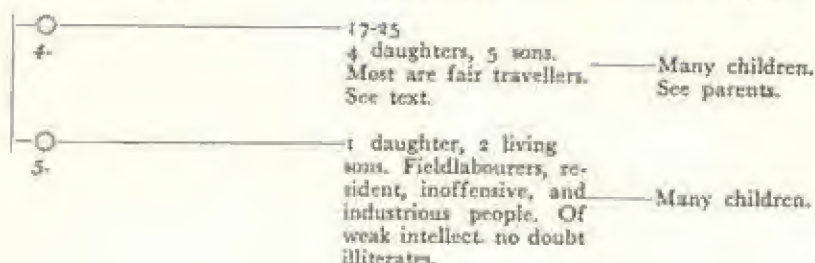 17-25
4 daughters, 5 sons.
Most are fair travellers.
See text.
Many children.
See parents.
4-
1 daughter, 2 living
sons. Fieldlabourers, re-
sident, inoffensive, and
industrious people. Of
weak intellect no doubt
illiterates.
Many children.
5-